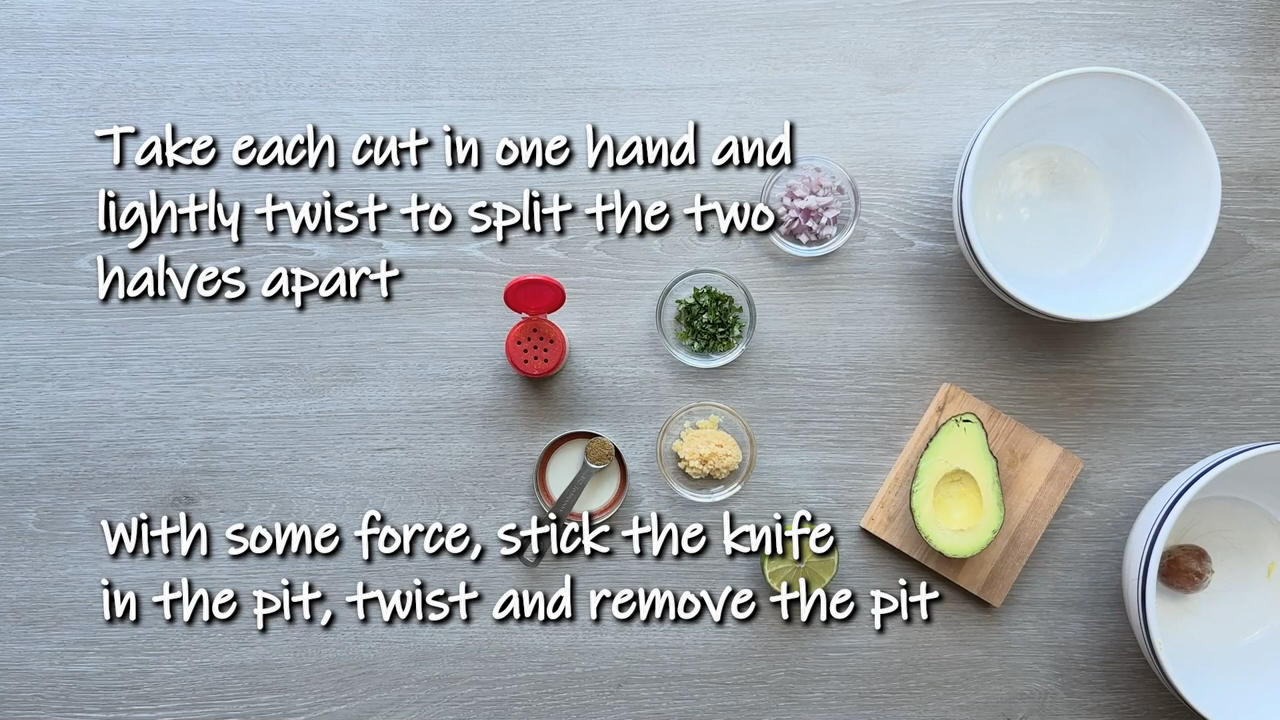 Take each cut in one hand and
lightly twist to split the two
halves apart
With some force, stick the knife
in the pit, twist and remove the pit